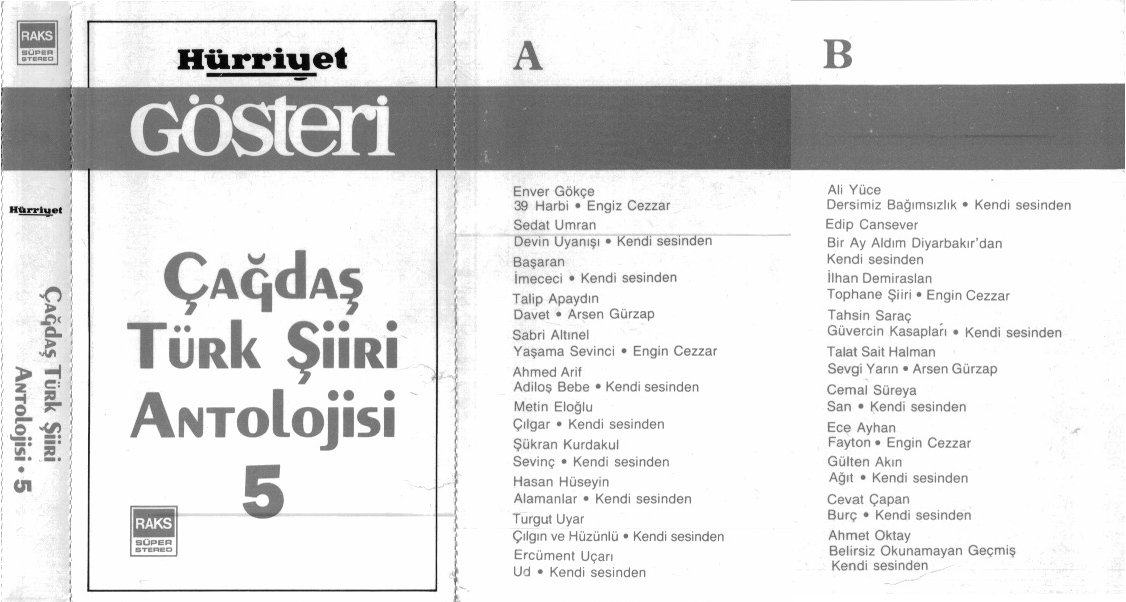 RAKS
SÜPER
STEREO
Hürriyet
ÇAĞDAŞ TÜRK ŞiiRi
ANTOLOJİSİ • 5
Hürriyet
GÖSTERİ
ÇAĞDAŞ
TÜRK ŞiiRi
ANTOLOJİSİ
5
RAKS
SÜPER
STEREO
A
Enver Gökçe
39 Harbi • Engiz Cezzar
Sedat Umran
Devin Uyanışı • Kendi sesinden
Başaran
İmececi • Kendi sesinden
Talip Apaydın
Davet • Arsen Gürzap
Sabri Altınel
Yaşama Sevinci • Engin Cezzar
Ahmed Arif
Adiloş Bebe • Kendi sesinden
Metin Eloğlu
Çılgar • Kendi sesinden
Şükran Kurdakul
Sevinç • Kendi sesinden
Hasan Hüseyin
Alamanlar • Kendi sesinden
Turgut Uyar
Çılgın ve Hüzünlü • Kendi sesinden
Ercüment Uçarı
Ud • Kendi sesinden
B
Ali Yüce
Dersimiz Bağımsızlık • Kendi sesinden
Edip Cansever
Bir Ay Aldım Diyarbakır'dan
Kendi sesinden
İlhan Demiraslan
Tophane Şiiri • Engin Cezzar
Tahsin Saraç
Güvercin Kasapları • Kendi sesinden
Talat Sait Halman
Sevgi Yarın • Arsen Gürzap
Cemal Süreya
San • Kendi sesinden
Ece Ayhan
Fayton • Engin Cezzar
Gülten Akın
Ağıt • Kendi sesinden
Cevat Çapan
Burç • Kendi sesinden
Ahmet Oktay
Belirsiz Okunamayan Geçmiş
Kendi sesinden